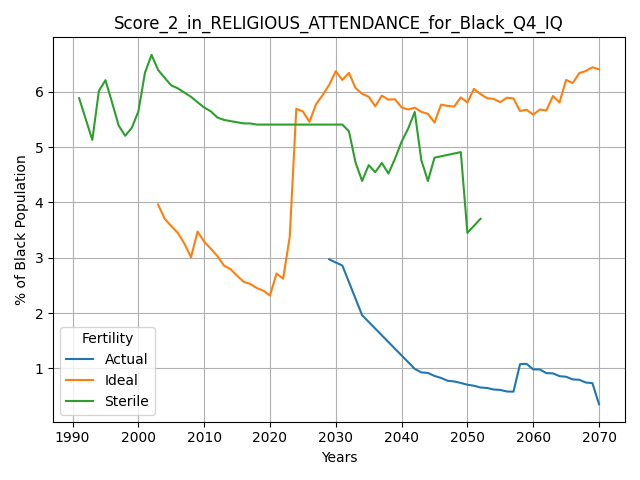 Score_2_in_RELIGIOUS_ATTENDANCE_for_Black_Q4_IQ
% of Black Population
6
5
4
3
2
1
Fertility
Actual
Ideal
Sterile
1990 2000 2010 2020 2030 2040 2050 2060 2070
Years